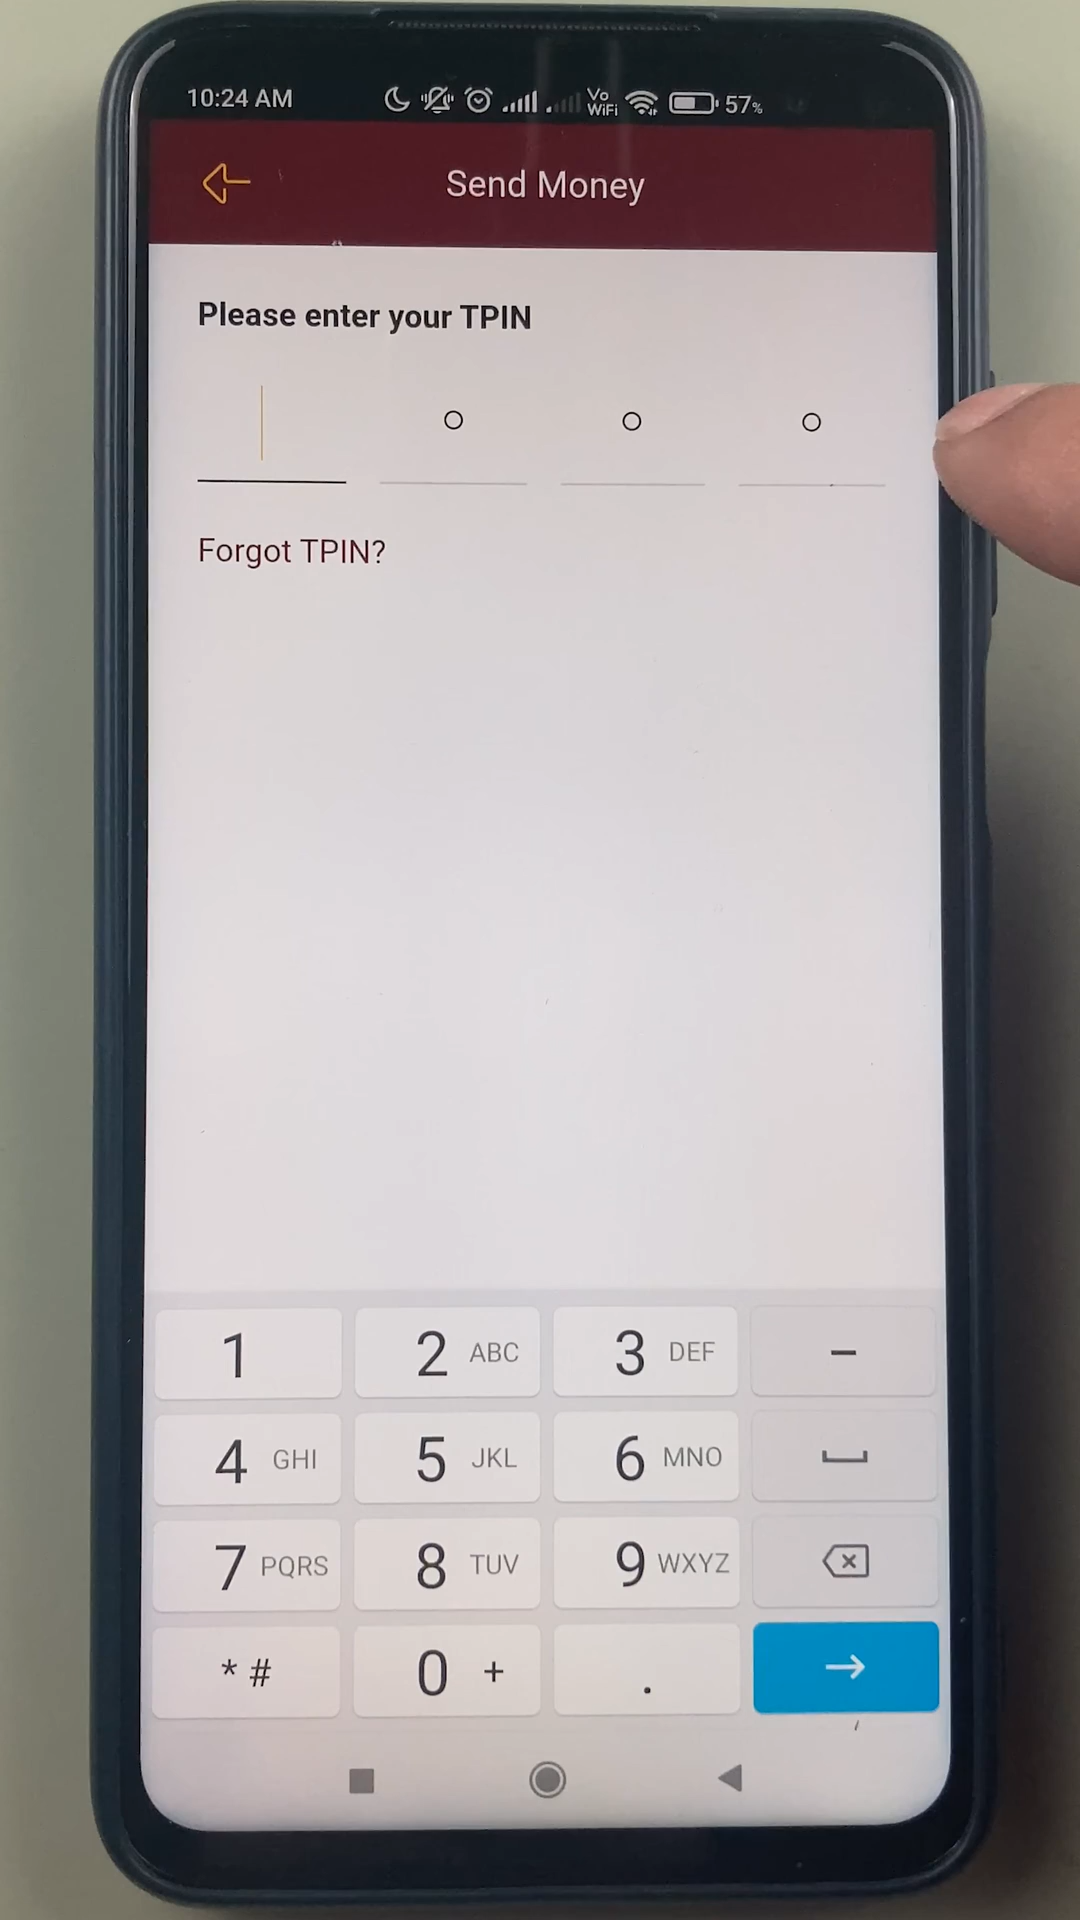 10:24 AM Vo WiFi 57%
Send Money
Please enter your TPIN
Forgot TPIN?
1 2 ABC 3 DEF –
4 GHI 5 JKL 6 MNO
7 PQRS 8 TUV 9 WXYZ
* # 0 + .